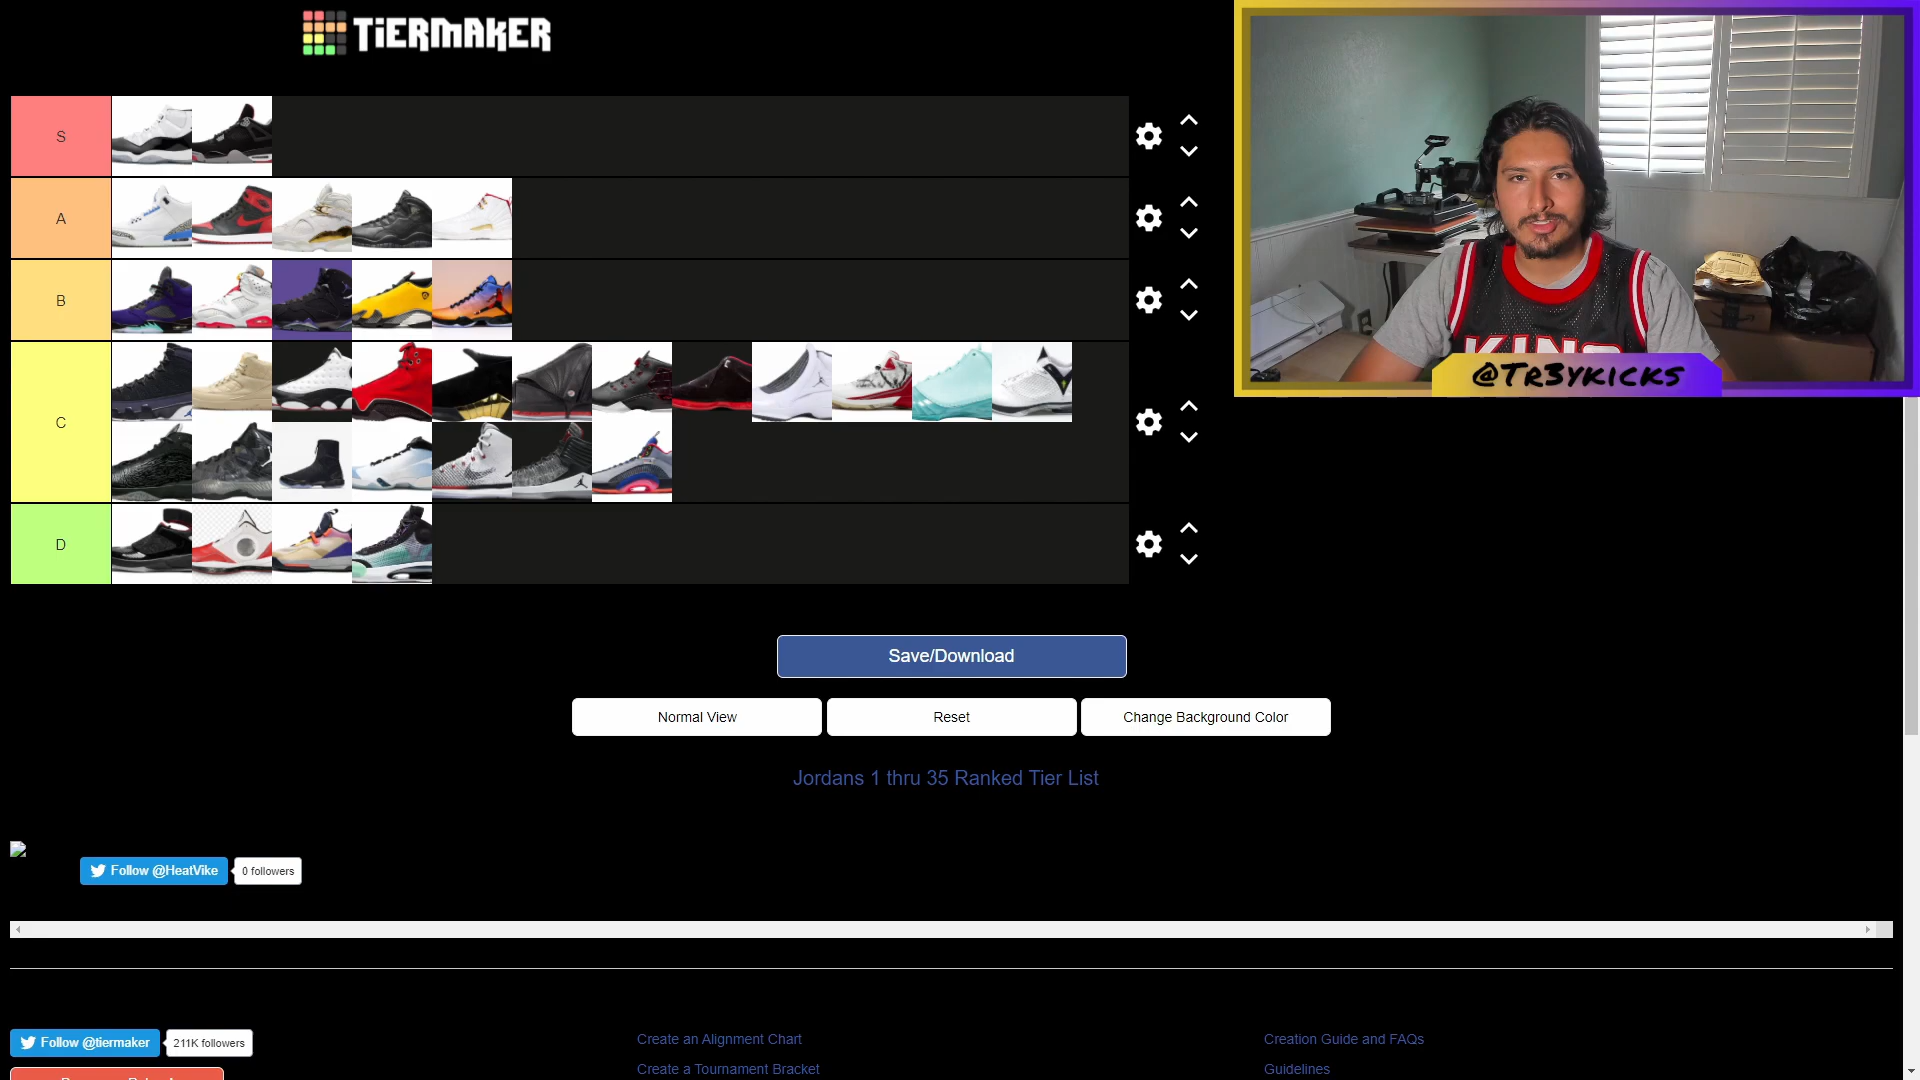 TiERMAKER
S
A
B
C
D
KING
@Tr3ykicks
Save/Download
Normal View
Reset
Change Background Color
Jordans 1 thru 35 Ranked Tier List
Follow @HeatVike
0 followers
Follow @tiermaker
211K followers
Create an Alignment Chart
Creation Guide and FAQs
Create a Tournament Bracket
Guidelines